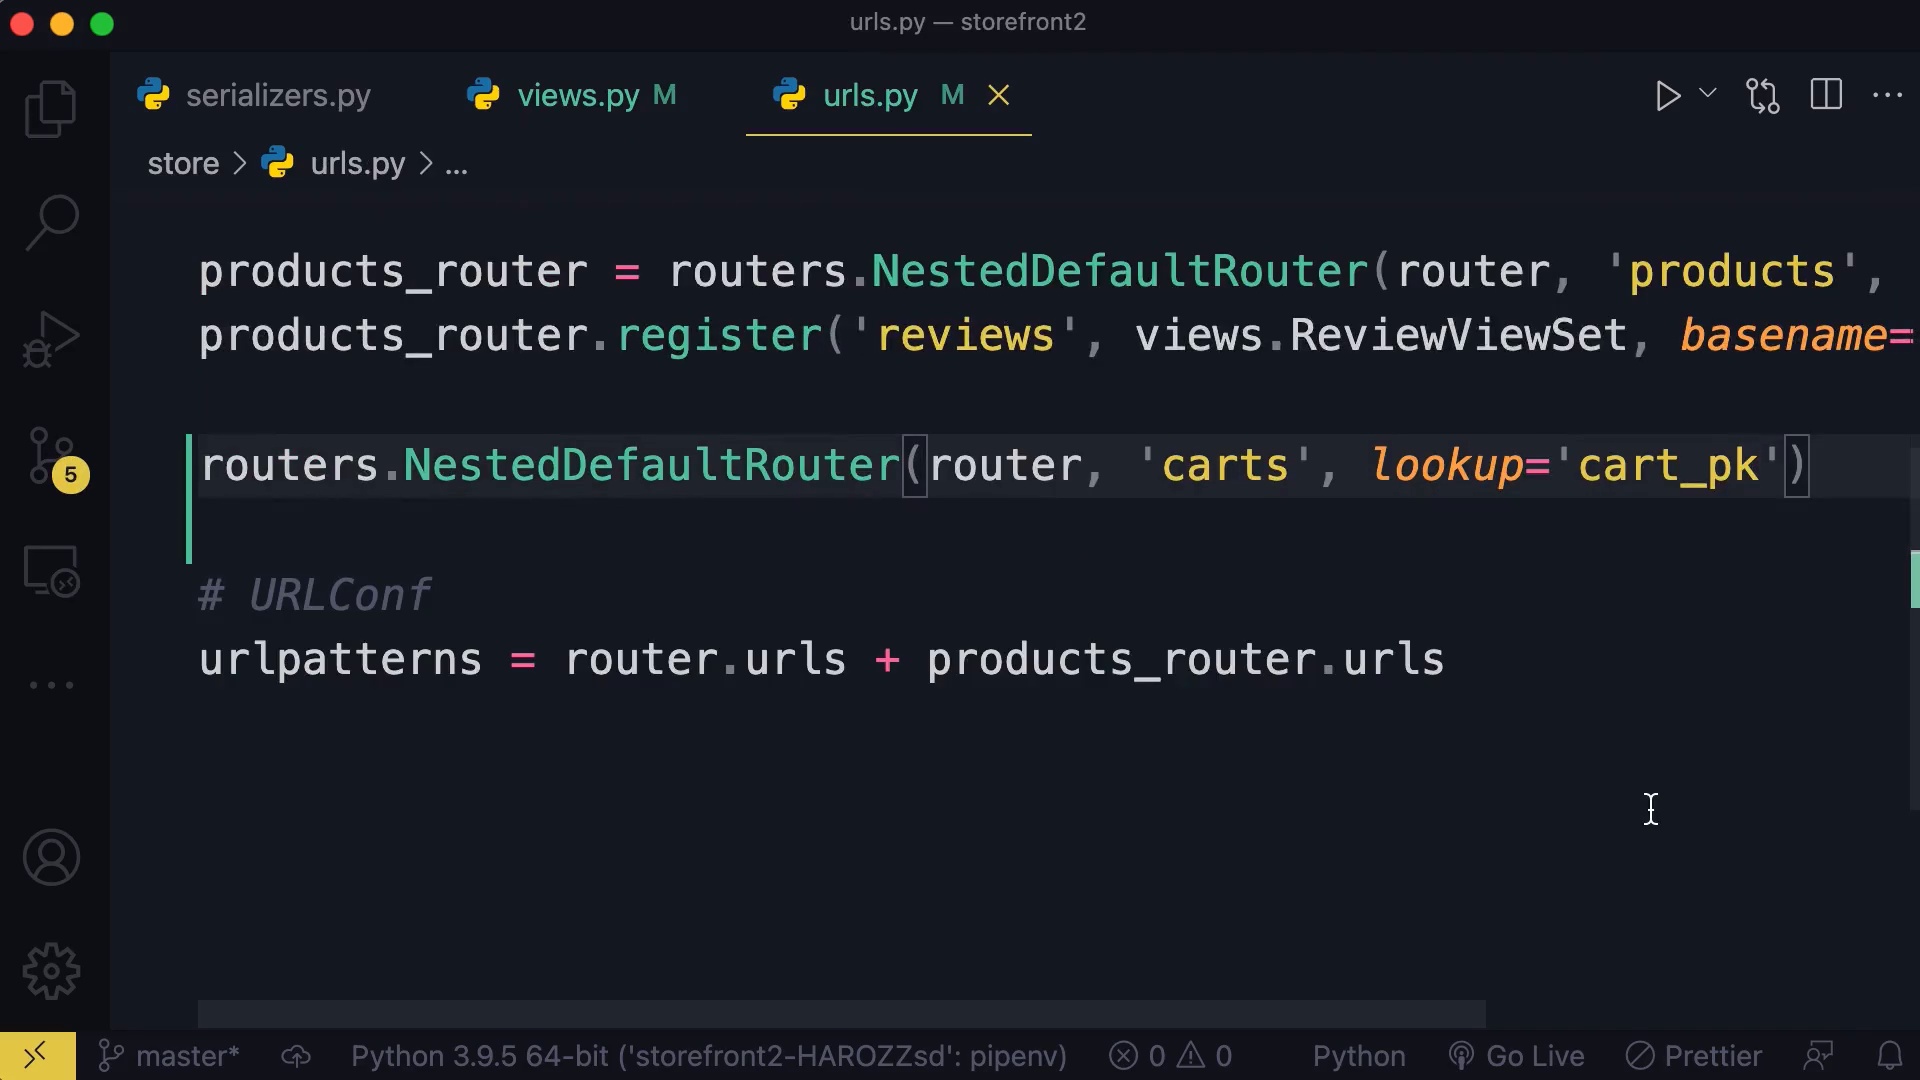 urls.py — storefront2
serializers.py
views.py M
urls.py M
store > urls.py > ...
products_router = routers.NestedDefaultRouter(router, 'products',
products_router.register('reviews', views.ReviewViewSet, basename=
routers.NestedDefaultRouter(router, 'carts', lookup='cart_pk')
5
# URLConf
urlpatterns = router.urls + products_router.urls
master*
Python 3.9.5 64-bit ('storefront2-HAROZZsd': pipenv)
0
0
Python
Go Live
Prettier